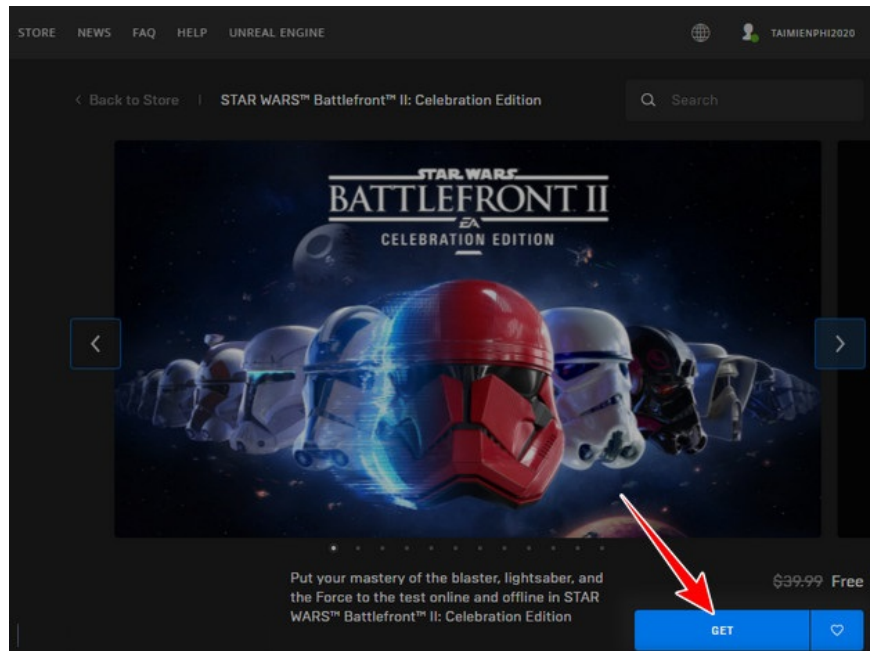 STORE NEWS FAQ HELP UNREAL ENGINE TAIMIENPHI2020
< Back to Store | STAR WARS™ Battlefront™ II: Celebration Edition Search
STAR WARS
BATTLEFRONT II
EA
CELEBRATION EDITION
Put your mastery of the blaster, lightsaber, and
the Force to the test online and offline in STAR
WARS™ Battlefront™ II: Celebration Edition
$39.99 Free
GET